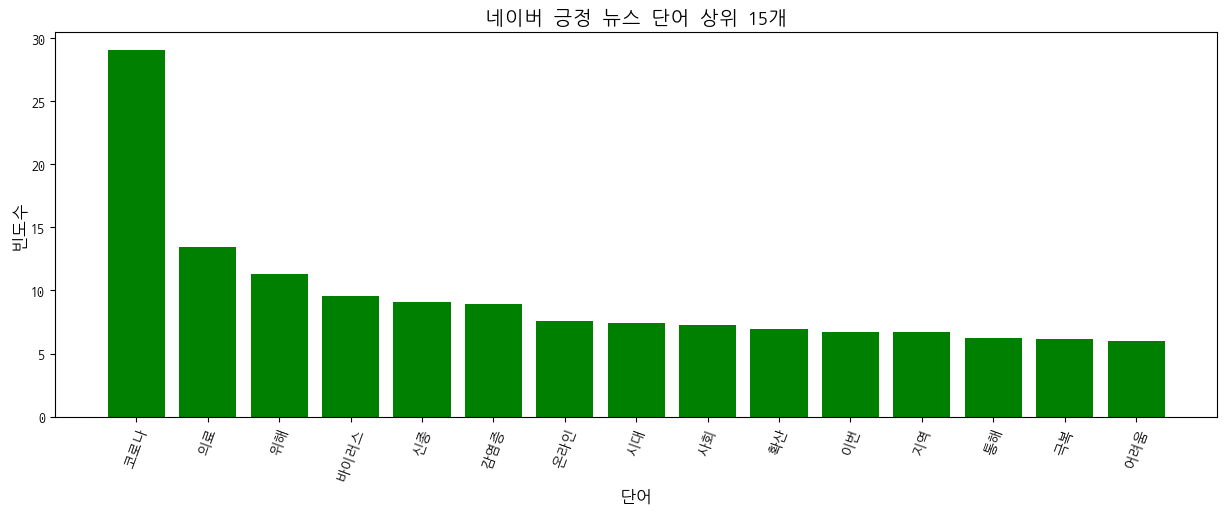 네이버 긍정 뉴스 단어 상위 15개
빈도수
30
25
20
15
10
5
0
코로나
의료
위해
바이러스
신종
감염증
온라인
시대
사회
확산
이번
지역
통해
극복
어려움
단어